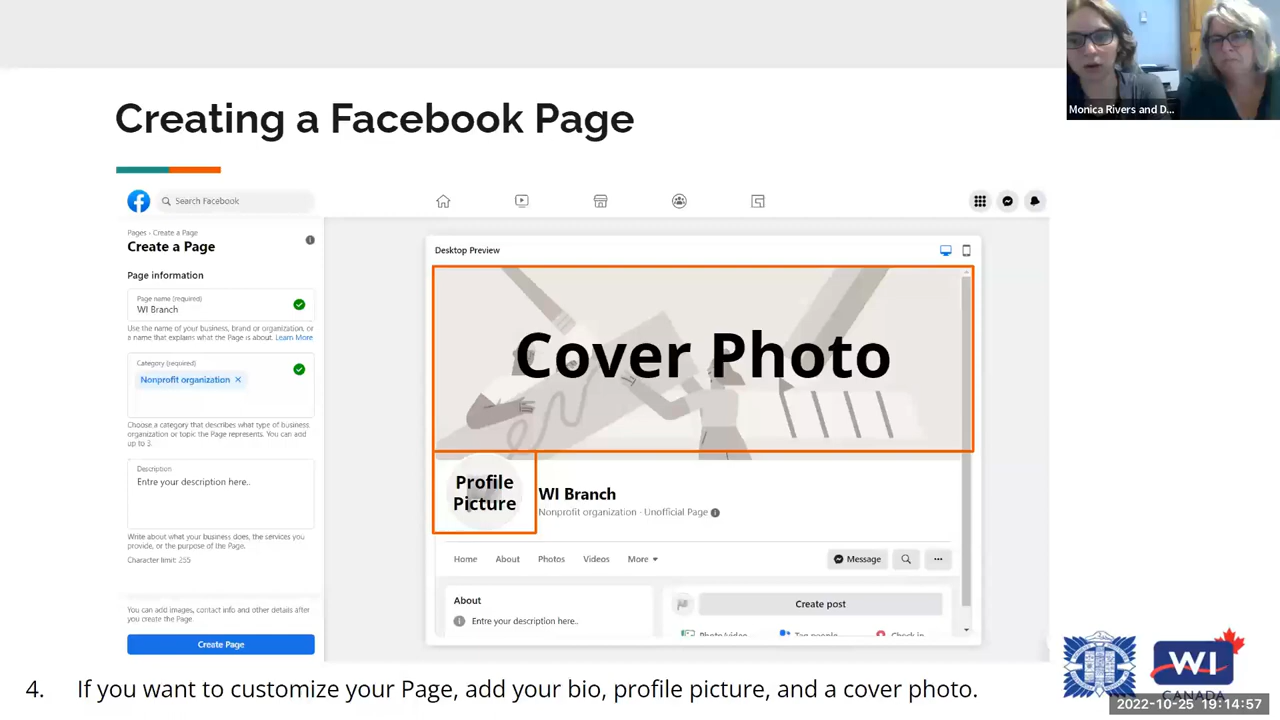 Monica Rivers and D...
Creating a Facebook Page
Search Facebook
Pages › Create a Page
Create a Page
Page information
Page name (required)
WI Branch
Use the name of your business, brand or organization, or
a name that explains what the Page is about. Learn More
Category (required)
Nonprofit organization ×
Choose a category that describes what type of business,
organization or topic the Page represents. You can add
up to 3.
Description
Entre your description here..
Write about what your business does, the services you
provide, or the purpose of the Page.
Character limit: 255
You can add images, contact info and other details after
you create the Page.
Create Page
Desktop Preview
Cover Photo
Profile
Picture
WI Branch
Nonprofit organization · Unofficial Page
Home About Photos Videos More
Message
About
Entre your description here..
Create post
Photo/video Tag people Check in
4. If you want to customize your Page, add your bio, profile picture, and a cover photo.
WI
CANADA
2022-10-25 19:14:57